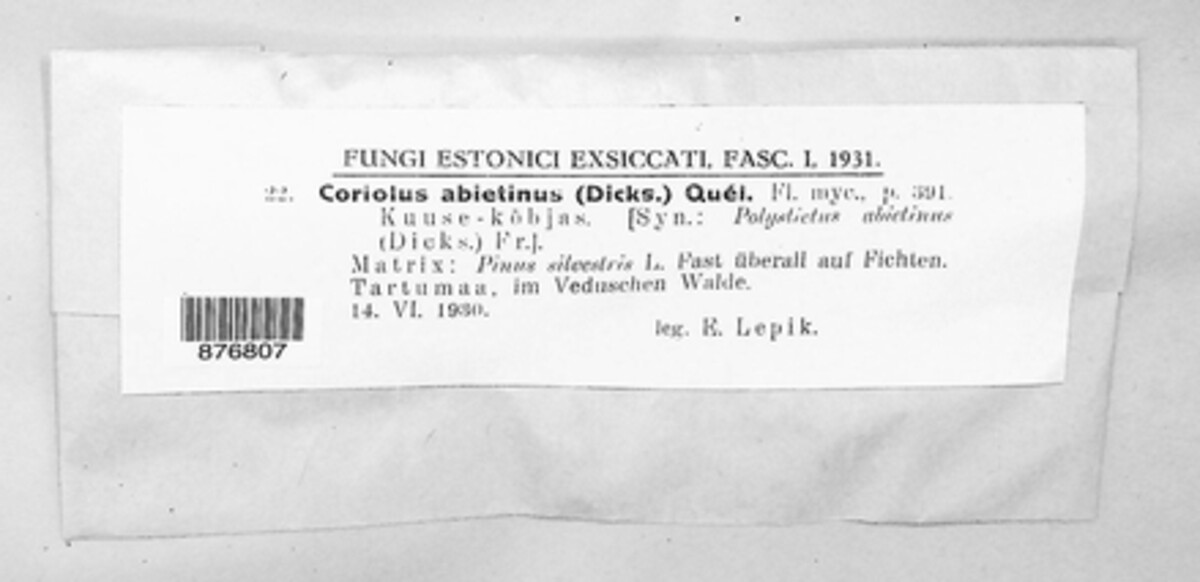 FUNGI ESTONICI EXSICCATI, FASC. I, 1931.
22. Coriolus abietinus (Dicks.) Quél. Fl. myc., p. 391.
Kuuse-kõbjas. [Syn.: Polystictus abietinus
(Dicks.) Fr.].
Matrix: Pinus silvestris L. Fast überall auf Fichten.
Tartumaa, im Veduschen Walde.
14. VI. 1930.
leg. E. Lepik.
876807